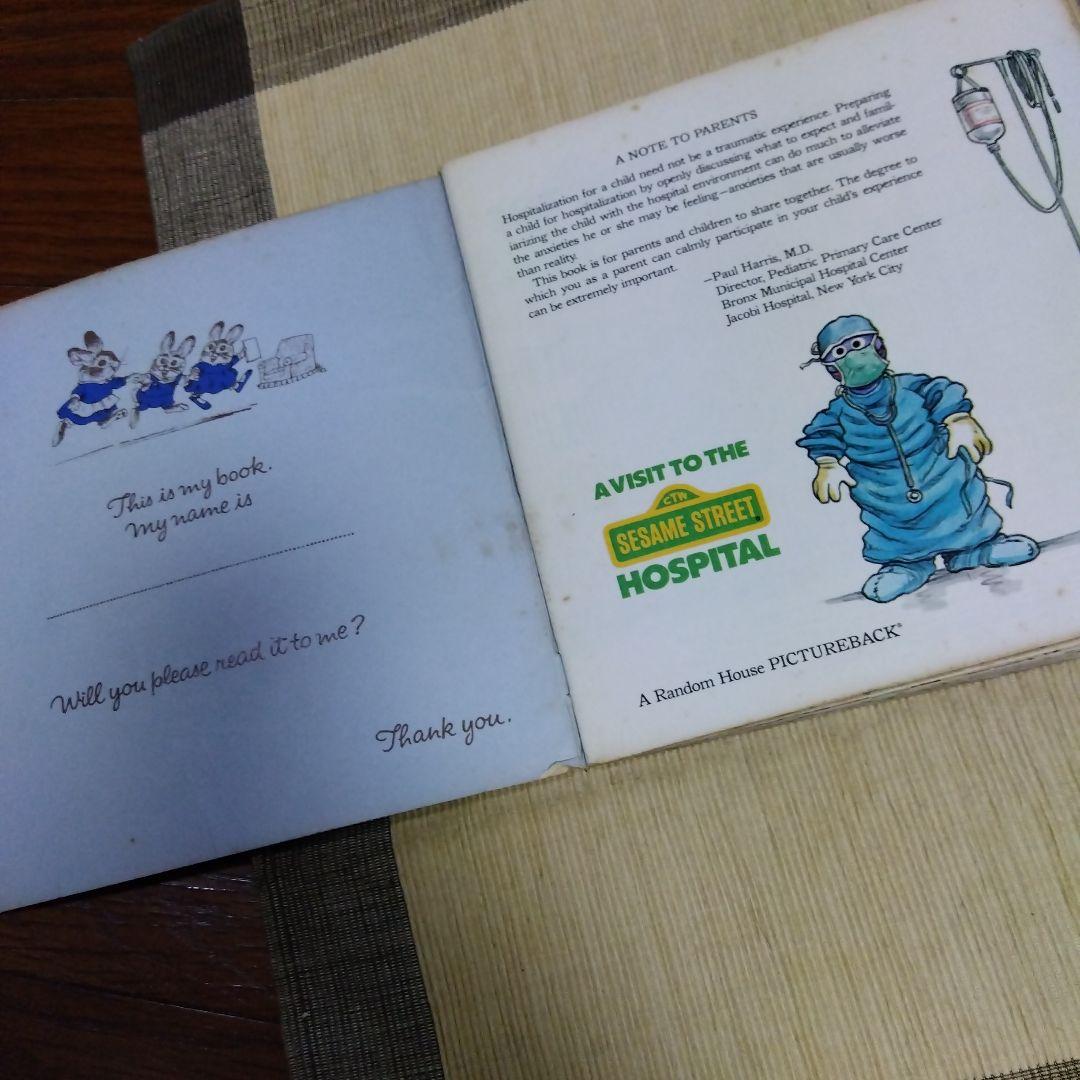 This is my book.
My name is
Will you please read it to me?
Thank you.
A NOTE TO PARENTS
Hospitalization for a child need not be a traumatic experience. Preparing
a child for hospitalization by openly discussing what to expect and famil-
iarizing the child with the hospital environment can do much to alleviate
the anxieties he or she may be feeling—anxieties that are usually worse
than reality.
This book is for parents and children to share together. The degree to
which you as a parent can calmly participate in your child's experience
can be extremely important.
—Paul Harris, M.D.
Director, Pediatric Primary Care Center
Bronx Municipal Hospital Center
Jacobi Hospital, New York City
A VISIT TO THE
CTW
SESAME STREET®
HOSPITAL
A Random House PICTUREBACK®